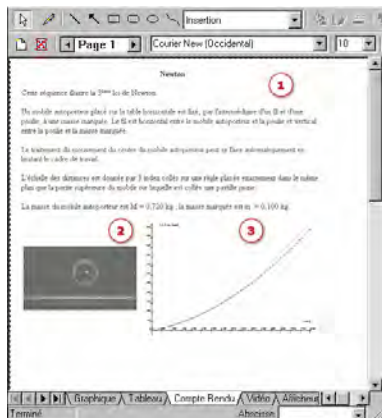 Insertion
Page 1
Courier New (Occidental)
10
Newton
1
Cette séquence illustre la 2ème loi de Newton.
Un mobile autoporteur placé sur la table horizontale est fixé, par l'intermédiaire d'un fil et d'une
poulie, à une masse marquée. Le fil est horizontal entre le mobile autoporteur et la poulie et vertical
entre la poulie et la masse marquée.
Le traitement du mouvement du centre du mobile autoporteur peut se faire automatiquement en
limitant le cadre de travail.
L'échelle des distances est donnée par 3 index collés sur une règle placée exactement dans le même
plan que la partie supérieure du mobile sur laquelle est collée une pastille noire.
La masse du mobile autoporteur est M = 0,720 kg , la masse marquée est m = 0,100 kg.
2
3
Graphique
Tableau
Compte Rendu
Vidéo
Afficheur
Terminé
Abscisse